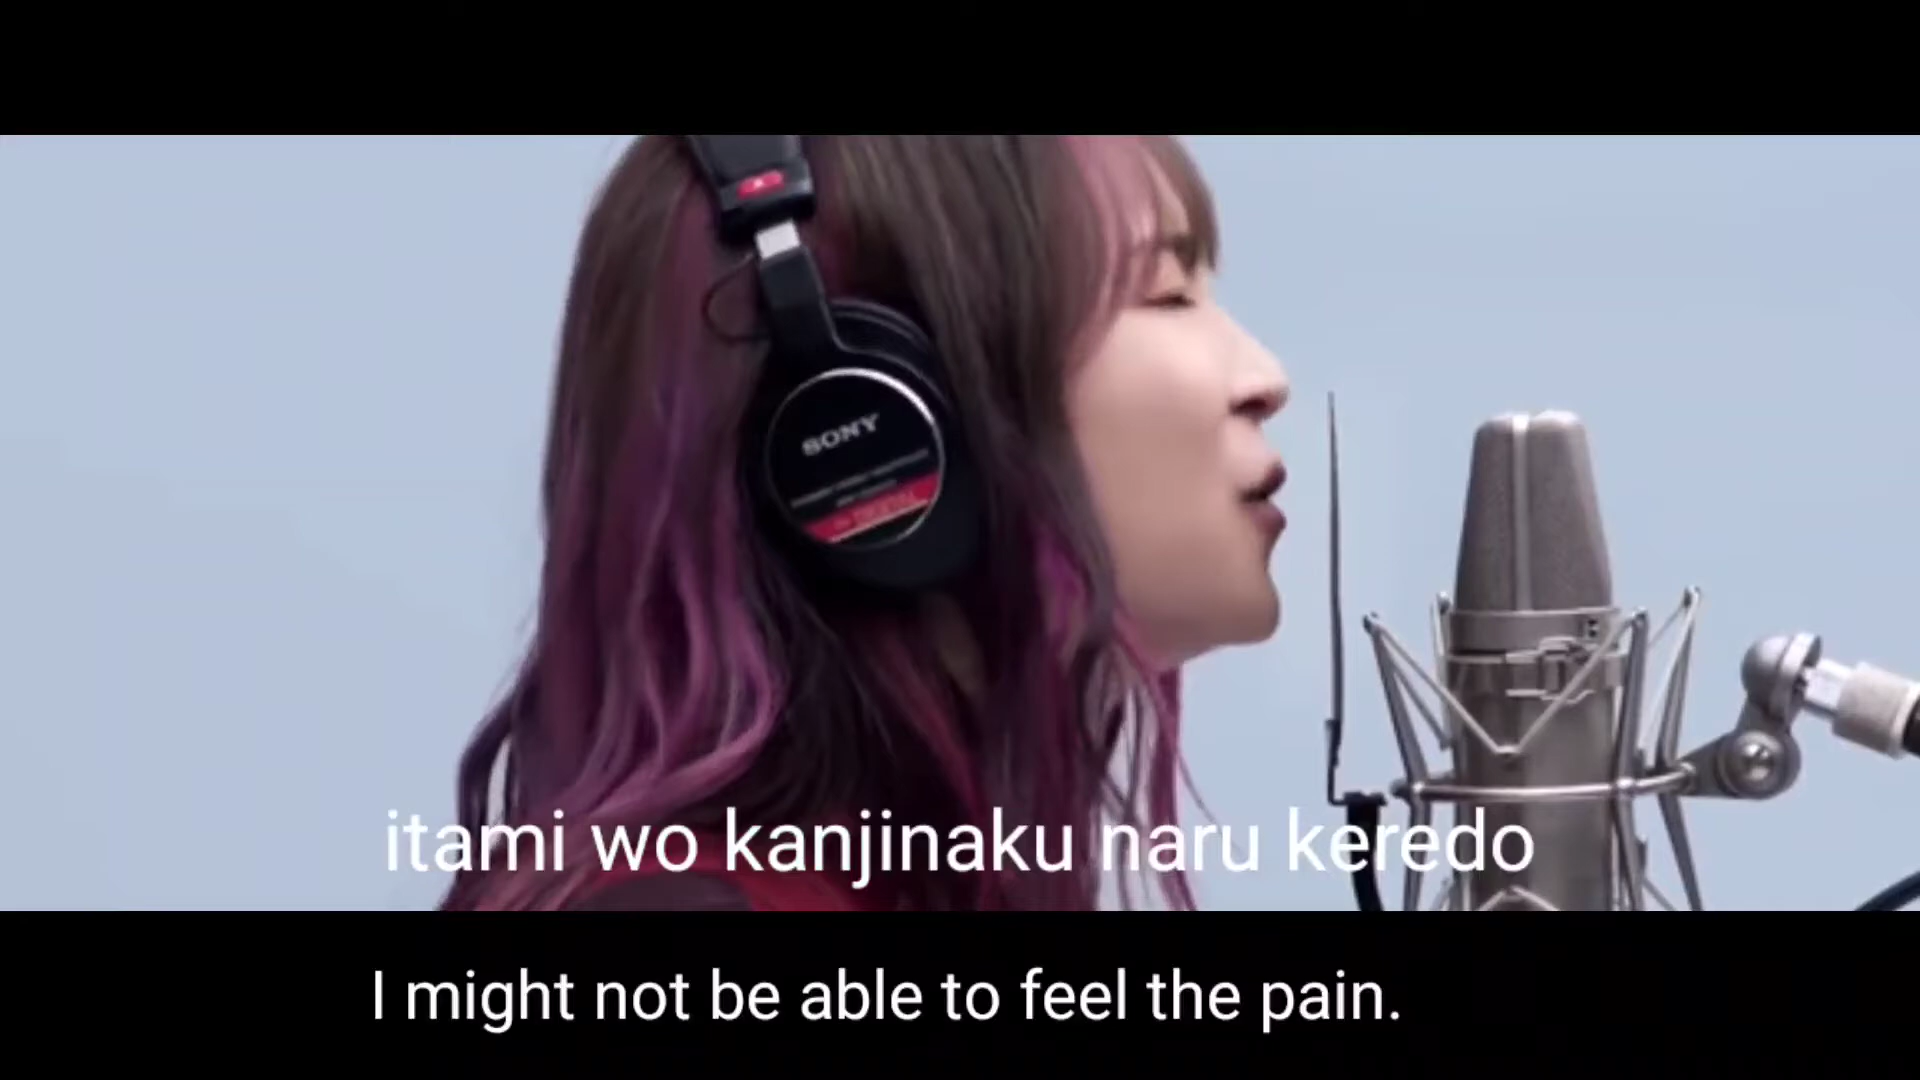 SONY
itami wo kanjinaku naru keredo
I might not be able to feel the pain.